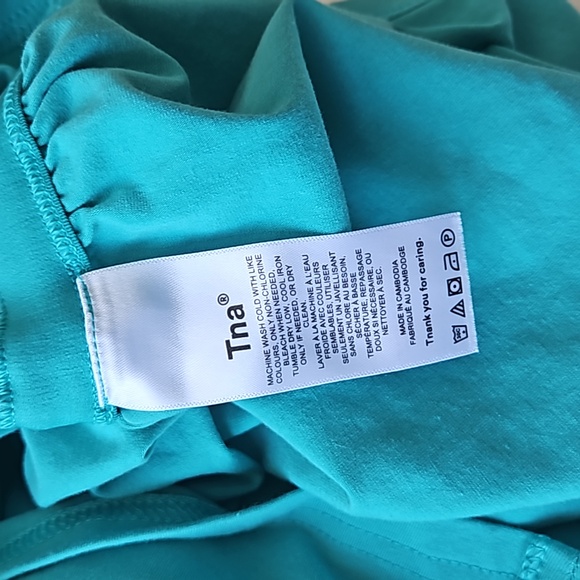 Tna®
MACHINE WASH COLD WITH LIKE
COLOURS, ONLY NON-CHLORINE
BLEACH WHEN NEEDED,
TUMBLE DRY LOW, COOL IRON
ONLY IF NEEDED, OR DRY
CLEAN.
LAVER À LA MACHINE À L'EAU
FROIDE AVEC COULEURS
SEMBLABLES, UTILISER
SEULEMENT UN JAVELLISANT
SANS CHLORE AU BESOIN,
SÉCHER À BASSE
TEMPÉRATURE, REPASSAGE
DOUX SI NÉCESSAIRE, OU
NETTOYER À SEC.
MADE IN CAMBODIA
FABRIQUÉ AU CAMBODGE
Thank you for caring.